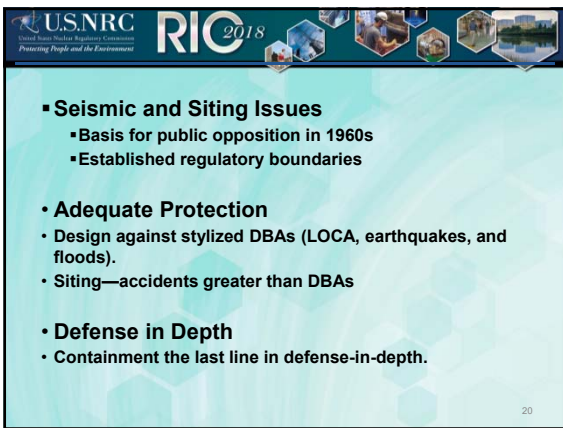 U.S.NRC
United States Nuclear Regulatory Commission
Protecting People and the Environment
RIC 2018
▪Seismic and Siting Issues
▪Basis for public opposition in 1960s
▪Established regulatory boundaries
• Adequate Protection
• Design against stylized DBAs (LOCA, earthquakes, and
floods).
• Siting—accidents greater than DBAs
• Defense in Depth
• Containment the last line in defense-in-depth.
20